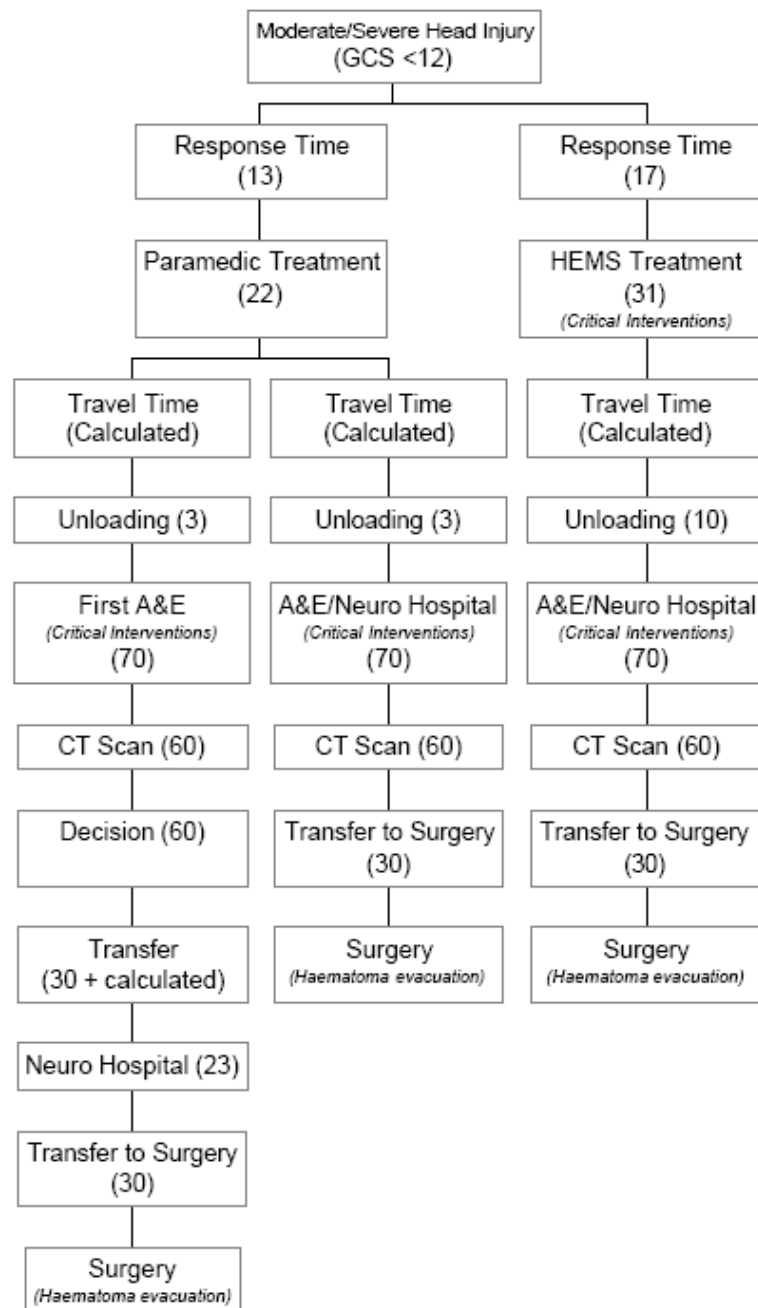 Moderate/Severe Head Injury
(GCS <12)
Response Time
(13)
Response Time
(17)
Paramedic Treatment
(22)
HEMS Treatment
(31)
(Critical Interventions)
Travel Time
(Calculated)
Travel Time
(Calculated)
Travel Time
(Calculated)
Unloading (3)
Unloading (3)
Unloading (10)
First A&E
(Critical Interventions)
(70)
A&E/Neuro Hospital
(Critical Interventions)
(70)
A&E/Neuro Hospital
(Critical Interventions)
(70)
CT Scan (60)
CT Scan (60)
CT Scan (60)
Decision (60)
Transfer to Surgery
(30)
Transfer to Surgery
(30)
Transfer
(30 + calculated)
Surgery
(Haematoma evacuation)
Surgery
(Haematoma evacuation)
Neuro Hospital (23)
Transfer to Surgery
(30)
Surgery
(Haematoma evacuation)